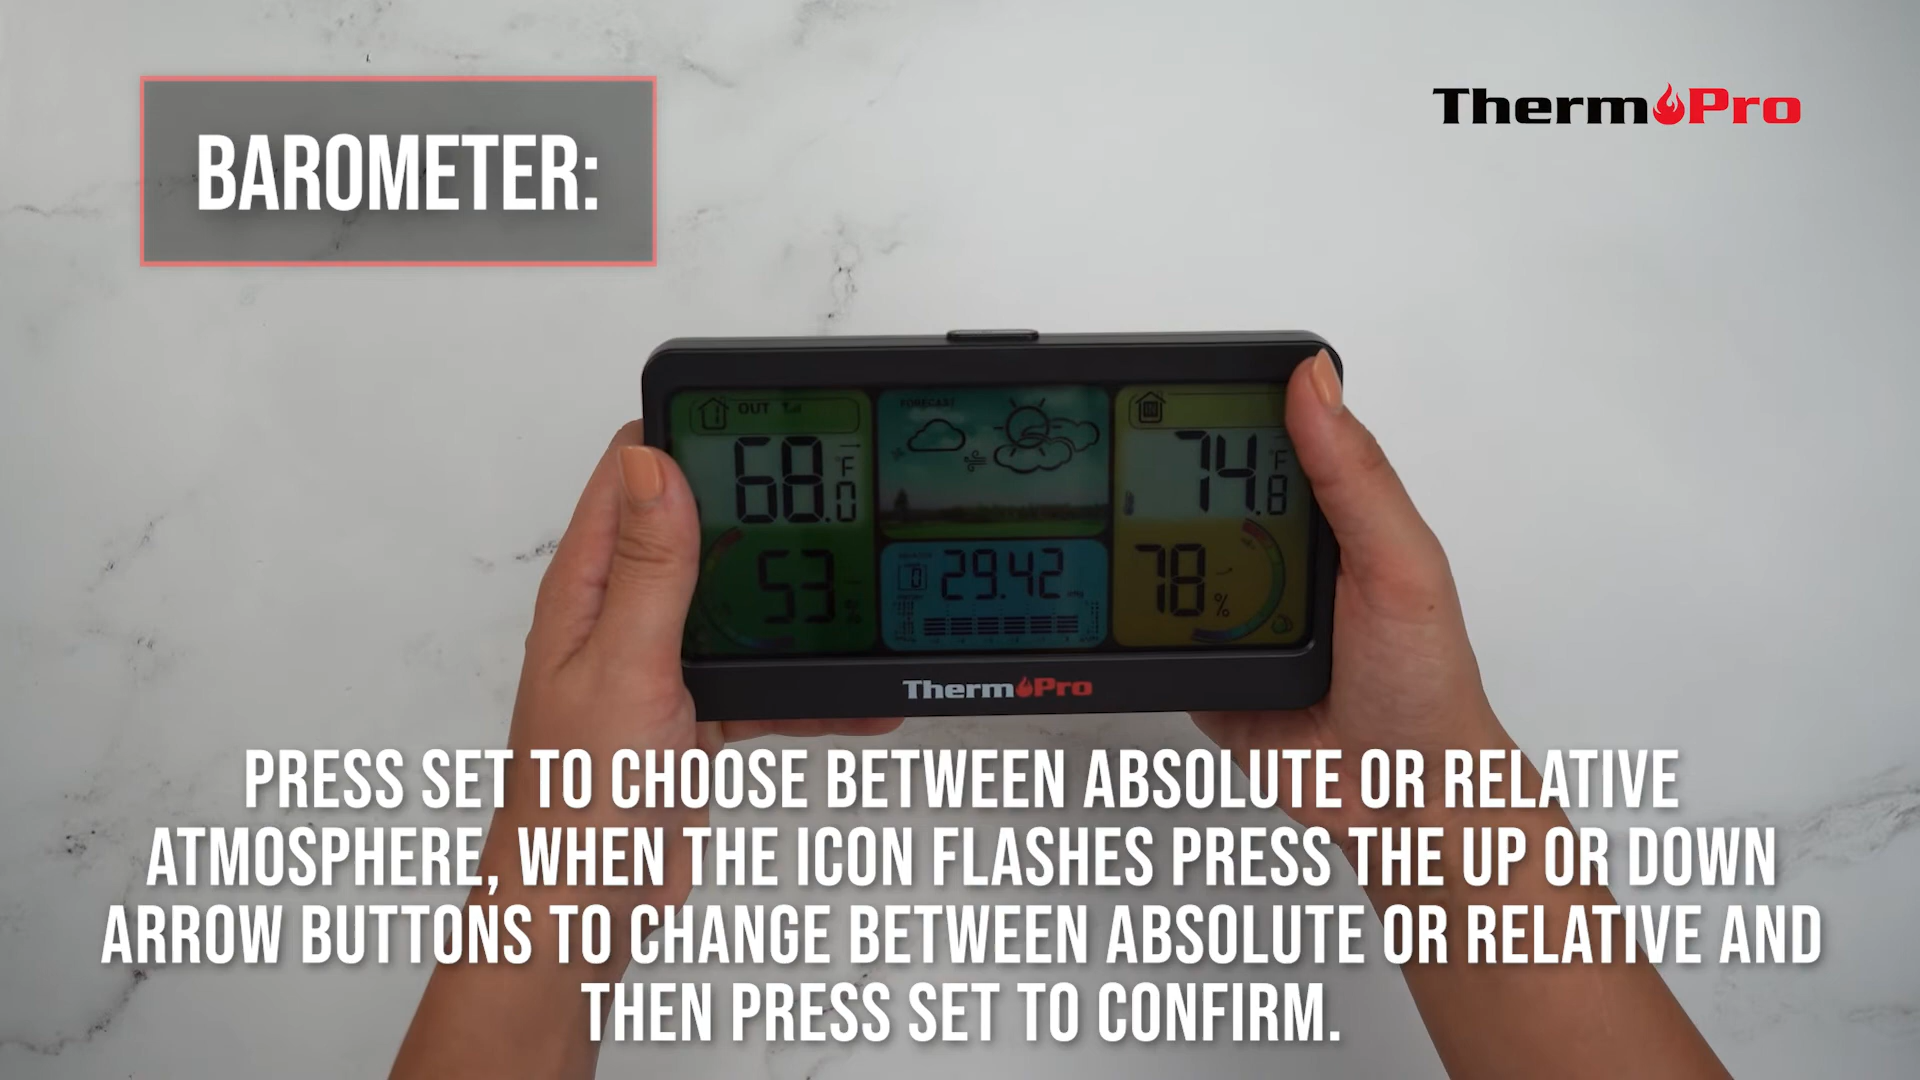 BAROMETER:
ThermoPro
OUT
68.0 °F
53
FORECAST
29.42
74.8 °F
78 %
ThermoPro
PRESS SET TO CHOOSE BETWEEN ABSOLUTE OR RELATIVE
ATMOSPHERE, WHEN THE ICON FLASHES PRESS THE UP OR DOWN
ARROW BUTTONS TO CHANGE BETWEEN ABSOLUTE OR RELATIVE AND
THEN PRESS SET TO CONFIRM.